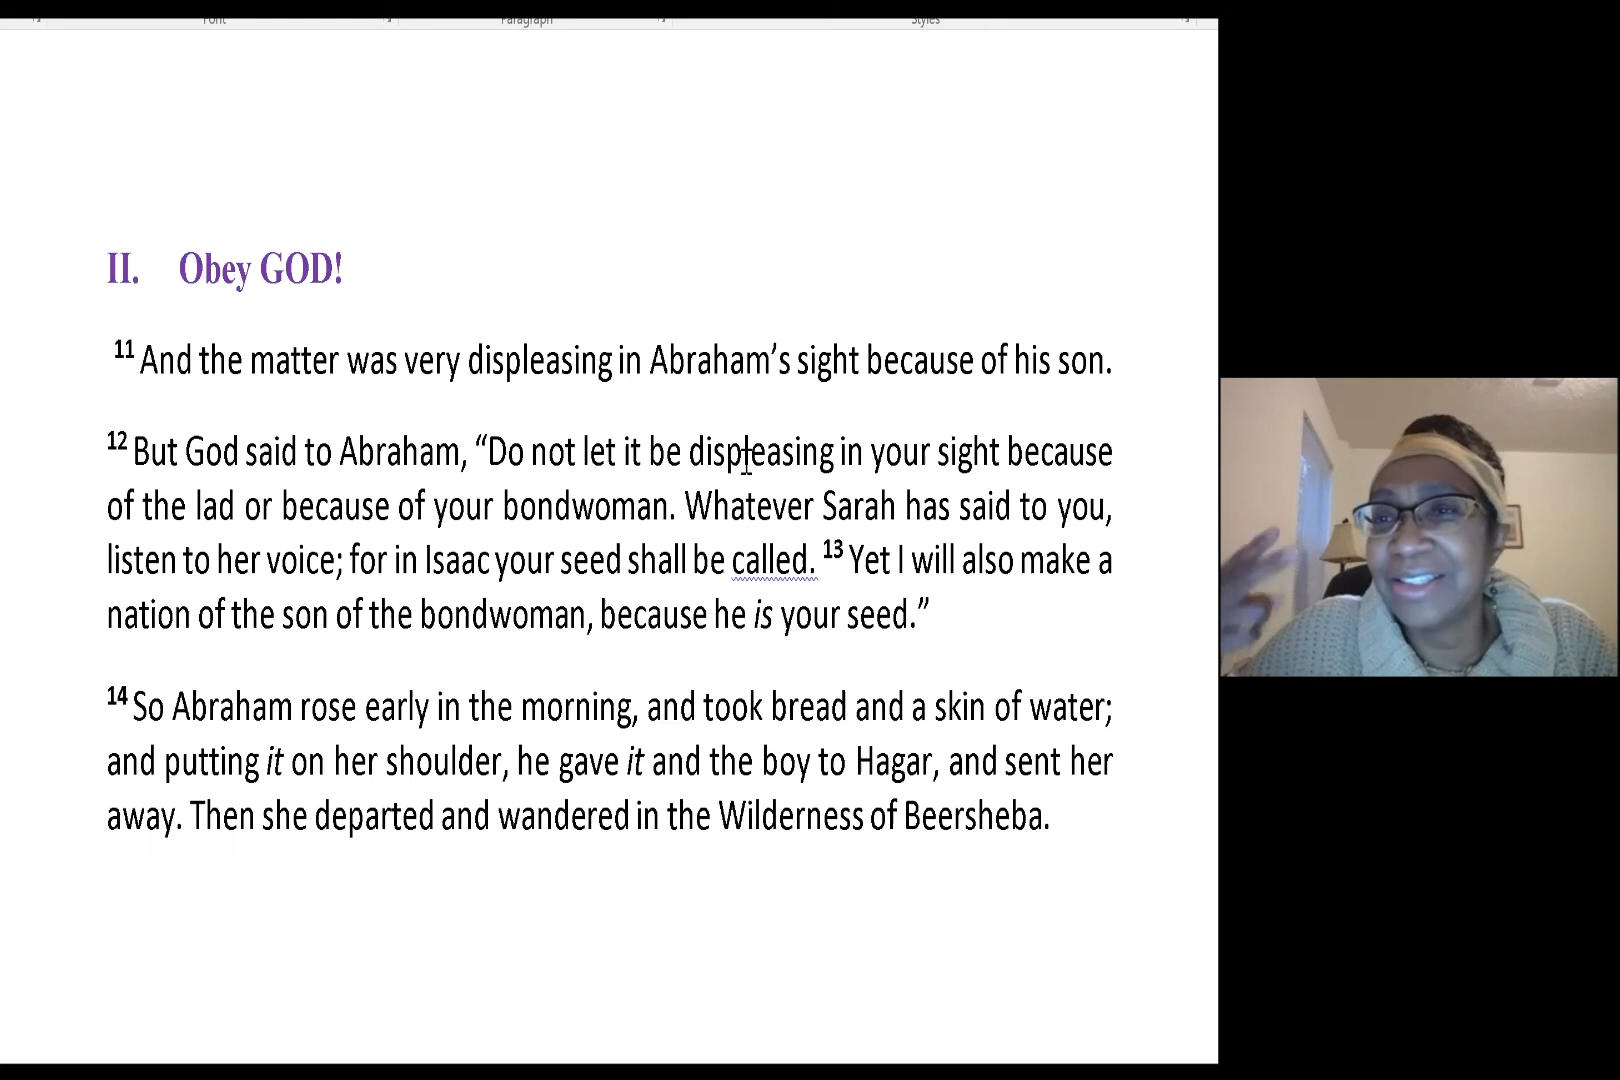 Font Paragraph Styles
II. Obey GOD!
11 And the matter was very displeasing in Abraham’s sight because of his son.
12 But God said to Abraham, “Do not let it be displeasing in your sight because
of the lad or because of your bondwoman. Whatever Sarah has said to you,
listen to her voice; for in Isaac your seed shall be called. 13 Yet I will also make a
nation of the son of the bondwoman, because he is your seed.”
14 So Abraham rose early in the morning, and took bread and a skin of water;
and putting it on her shoulder, he gave it and the boy to Hagar, and sent her
away. Then she departed and wandered in the Wilderness of Beersheba.